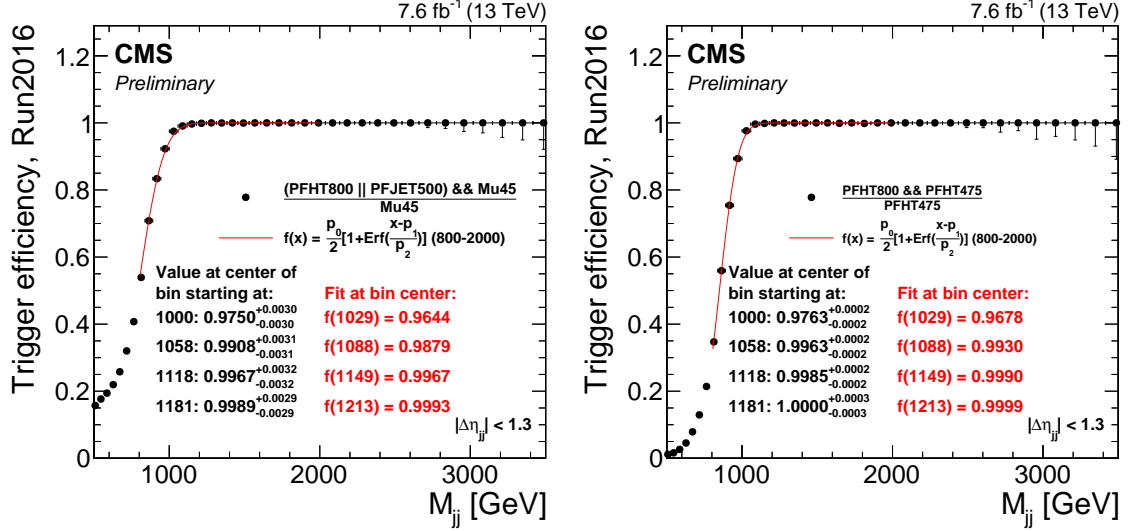 7.6 fb⁻¹ (13 TeV)
CMS
Preliminary
Trigger efficiency, Run2016
1.2
1
0.8
0.6
0.4
0.2
0
(PFHT800 || PFJET500) && Mu45
Mu45
f(x) = p₀/2[1+Erf(x-p₁/p₂)] (800-2000)
Value at center of
bin starting at:
Fit at bin center:
1000: 0.9750 +0.0030 -0.0030 f(1029) = 0.9644
1058: 0.9908 +0.0031 -0.0031 f(1088) = 0.9879
1118: 0.9967 +0.0032 -0.0032 f(1149) = 0.9967
1181: 0.9989 +0.0029 -0.0029 f(1213) = 0.9993
|Δη_jj| < 1.3
1000 2000 3000
M_jj [GeV]
7.6 fb⁻¹ (13 TeV)
CMS
Preliminary
Trigger efficiency, Run2016
1.2
1
0.8
0.6
0.4
0.2
0
PFHT800 && PFHT475
PFHT475
f(x) = p₀/2[1+Erf(x-p₁/p₂)] (800-2000)
Value at center of
bin starting at:
Fit at bin center:
1000: 0.9763 +0.0002 -0.0002 f(1029) = 0.9678
1058: 0.9963 +0.0002 -0.0002 f(1088) = 0.9930
1118: 0.9985 +0.0002 -0.0002 f(1149) = 0.9990
1181: 1.0000 +0.0003 -0.0003 f(1213) = 0.9999
|Δη_jj| < 1.3
1000 2000 3000
M_jj [GeV]